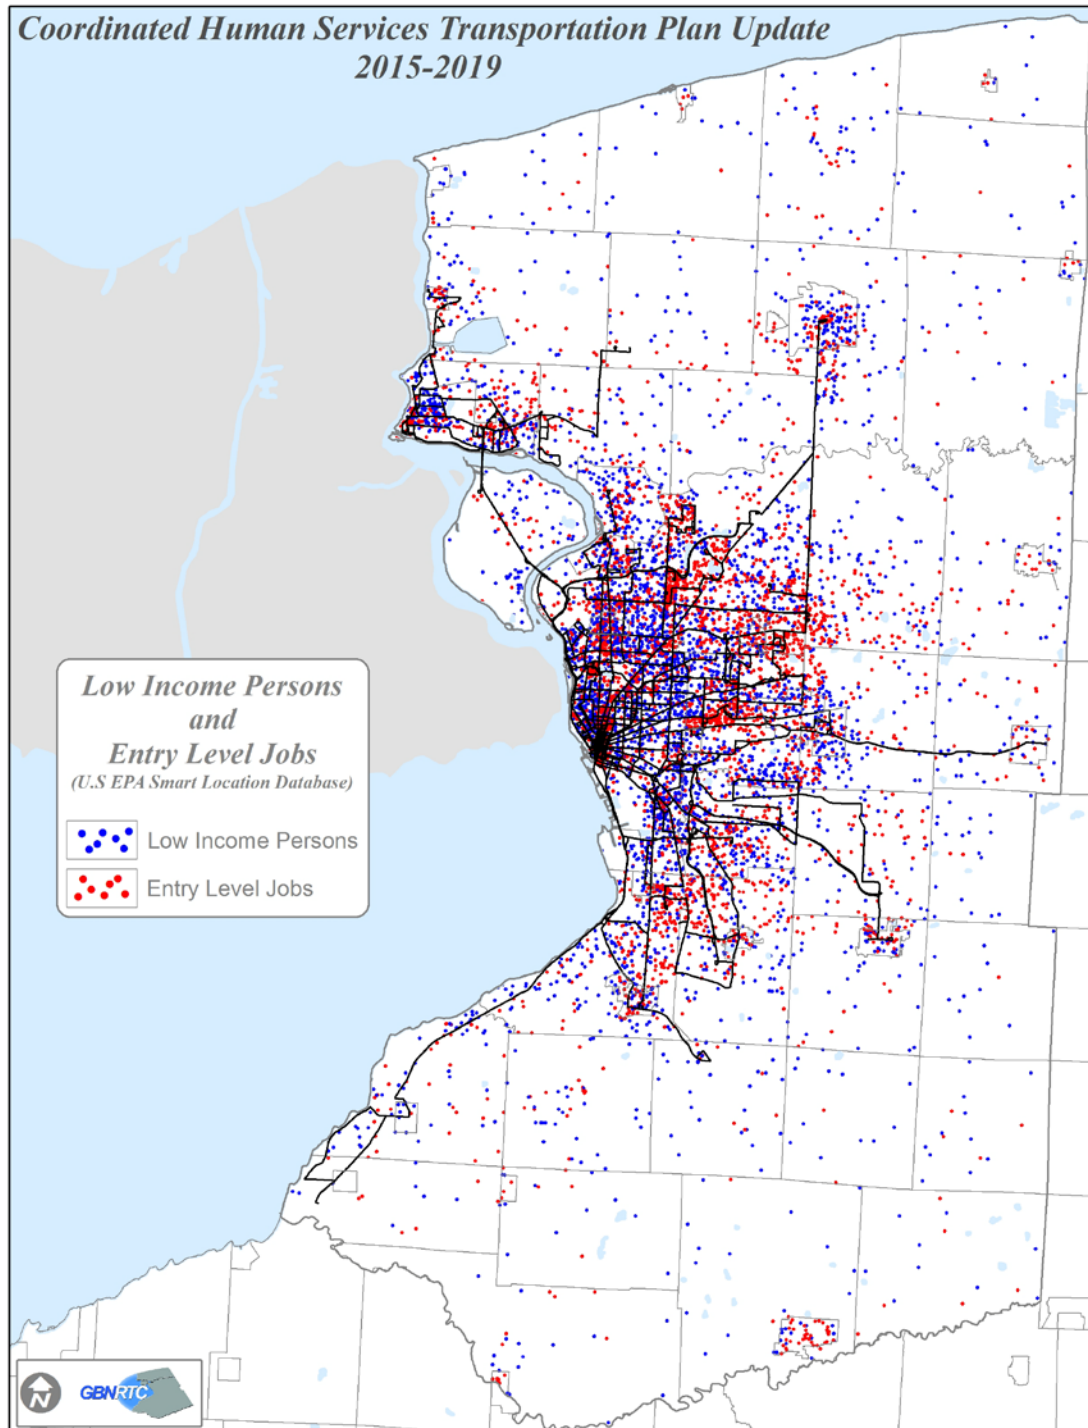 Coordinated Human Services Transportation Plan Update
2015-2019
Low Income Persons
and
Entry Level Jobs
(U.S EPA Smart Location Database)
Low Income Persons
Entry Level Jobs
N
GBNRTC